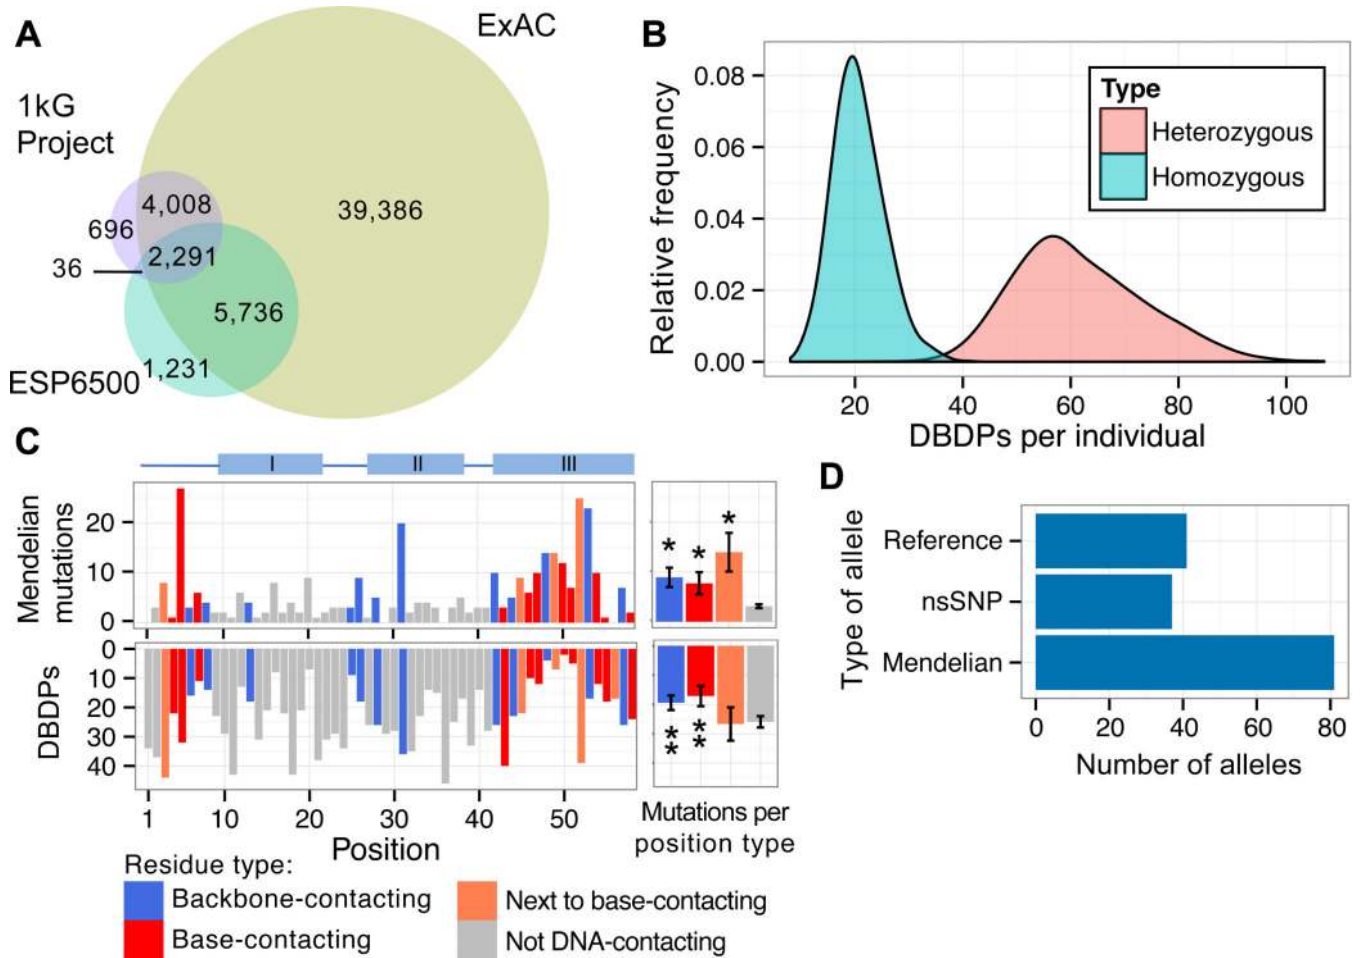 A
ExAC
1kG
Project
4,008
39,386
696
2,291
36
5,736
1,231
ESP6500
B
0.08
0.06
0.04
0.02
0.00
Relative frequency
Type
Heterozygous
Homozygous
20 40 60 80 100
DBDPs per individual
C
I II III
Mendelian
mutations
20
10
0
* * *
DBDPs
0
10
20
30
40
** **
1 10 20 30 40 50
Position
Mutations per
position type
Residue type:
Backbone-contacting
Next to base-contacting
Base-contacting
Not DNA-contacting
D
Type of allele
Reference
nsSNP
Mendelian
0 20 40 60 80
Number of alleles